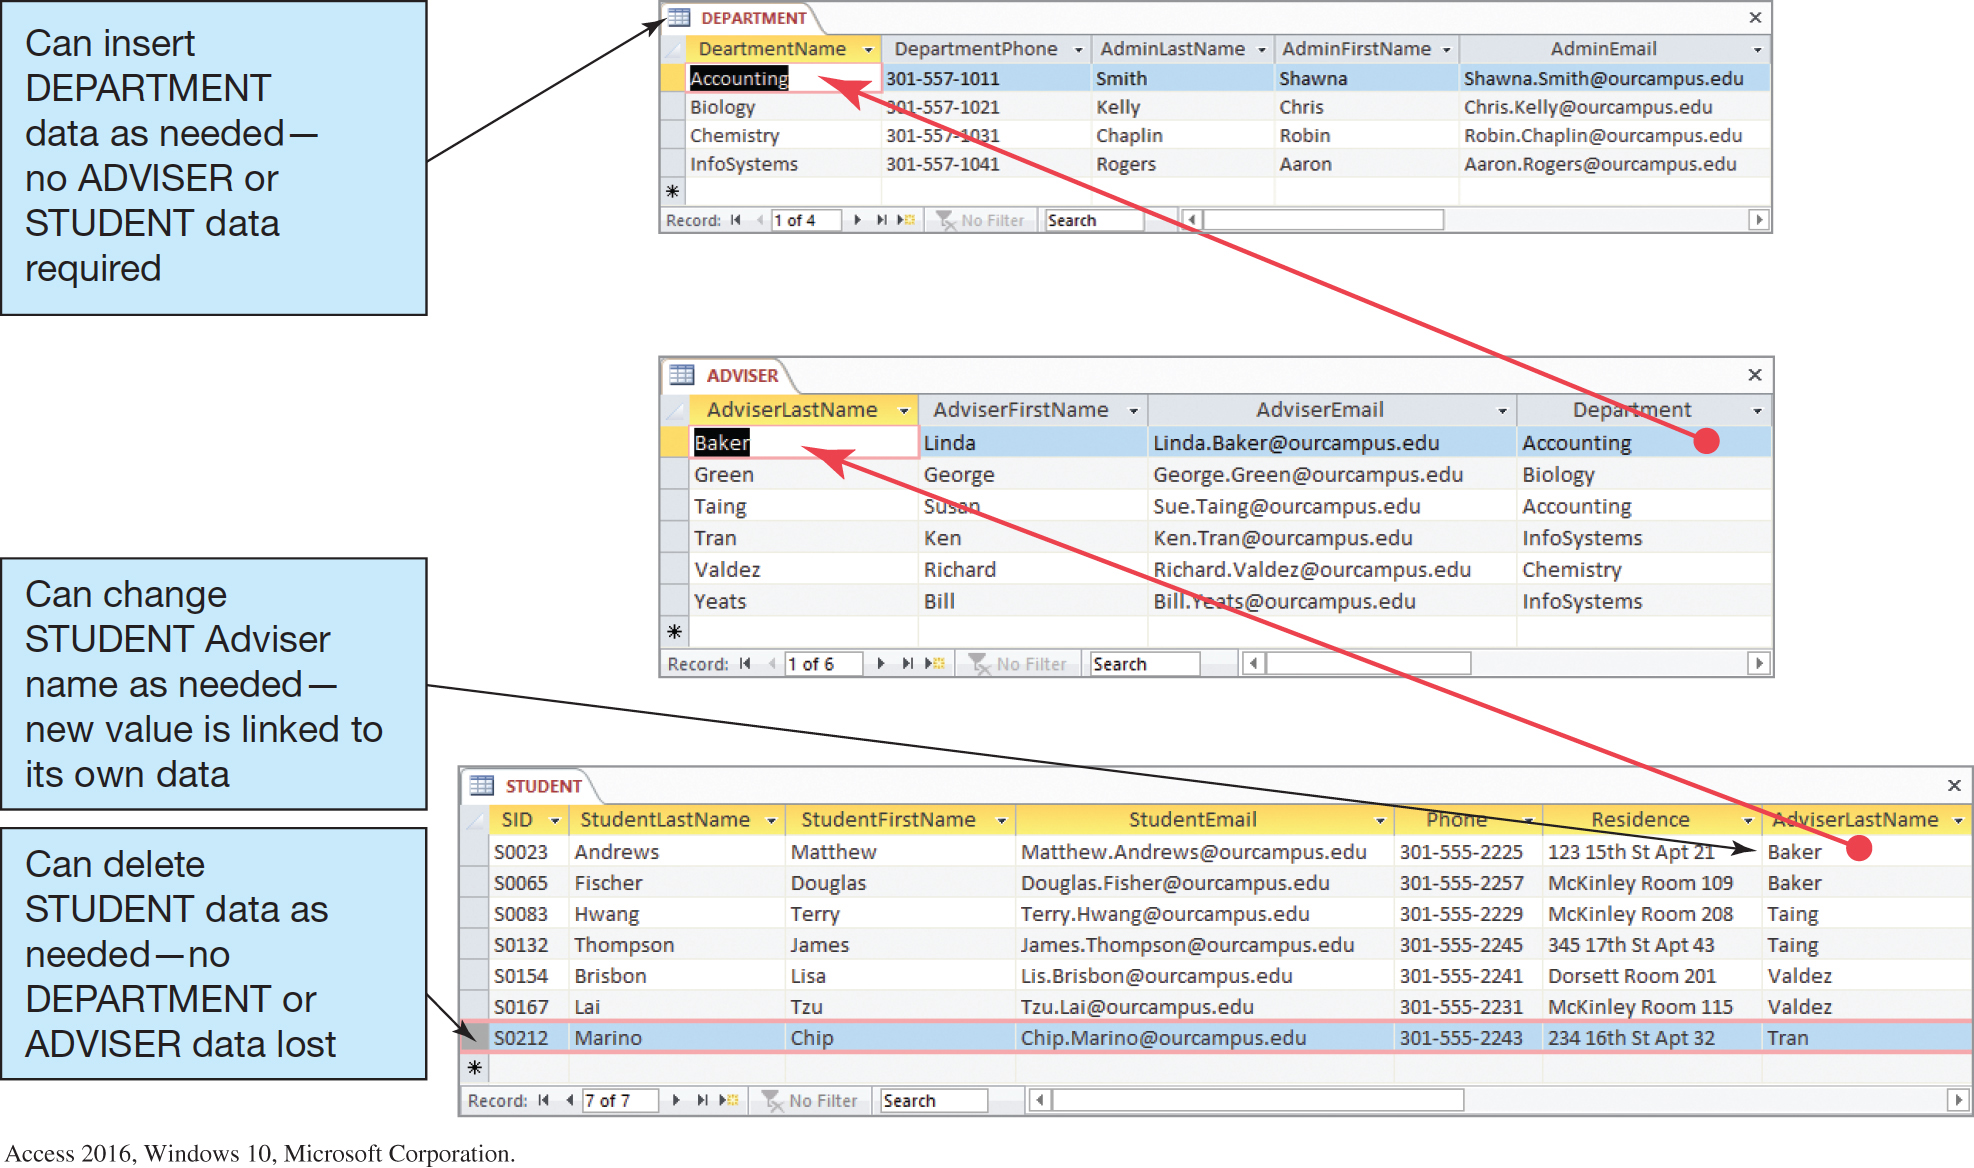 Can insert
DEPARTMENT
data as needed—
no ADVISER or
STUDENT data
required
DEPARTMENT
DeartmentName DepartmentPhone AdminLastName AdminFirstName AdminEmail
Accounting 301-557-1011 Smith Shawna Shawna.Smith@ourcampus.edu
Biology 301-557-1021 Kelly Chris Chris.Kelly@ourcampus.edu
Chemistry 301-557-1031 Chaplin Robin Robin.Chaplin@ourcampus.edu
InfoSystems 301-557-1041 Rogers Aaron Aaron.Rogers@ourcampus.edu
Record: 1 of 4 No Filter Search
ADVISER
AdviserLastName AdviserFirstName AdviserEmail Department
Baker Linda Linda.Baker@ourcampus.edu Accounting
Green George George.Green@ourcampus.edu Biology
Taing Susan Sue.Taing@ourcampus.edu Accounting
Tran Ken Ken.Tran@ourcampus.edu InfoSystems
Valdez Richard Richard.Valdez@ourcampus.edu Chemistry
Yeats Bill Bill.Yeats@ourcampus.edu InfoSystems
Record: 1 of 6 No Filter Search
Can change
STUDENT Adviser
name as needed—
new value is linked to
its own data
Can delete
STUDENT data as
needed—no
DEPARTMENT or
ADVISER data lost
STUDENT
SID StudentLastName StudentFirstName StudentEmail Phone Residence AdviserLastName
S0023 Andrews Matthew Matthew.Andrews@ourcampus.edu 301-555-2225 123 15th St Apt 21 Baker
S0065 Fischer Douglas Douglas.Fisher@ourcampus.edu 301-555-2257 McKinley Room 109 Baker
S0083 Hwang Terry Terry.Hwang@ourcampus.edu 301-555-2229 McKinley Room 208 Taing
S0132 Thompson James James.Thompson@ourcampus.edu 301-555-2245 345 17th St Apt 43 Taing
S0154 Brisbon Lisa Lis.Brisbon@ourcampus.edu 301-555-2241 Dorsett Room 201 Valdez
S0167 Lai Tzu Tzu.Lai@ourcampus.edu 301-555-2231 McKinley Room 115 Valdez
S0212 Marino Chip Chip.Marino@ourcampus.edu 301-555-2243 234 16th St Apt 32 Tran
Record: 7 of 7 No Filter Search
Access 2016, Windows 10, Microsoft Corporation.